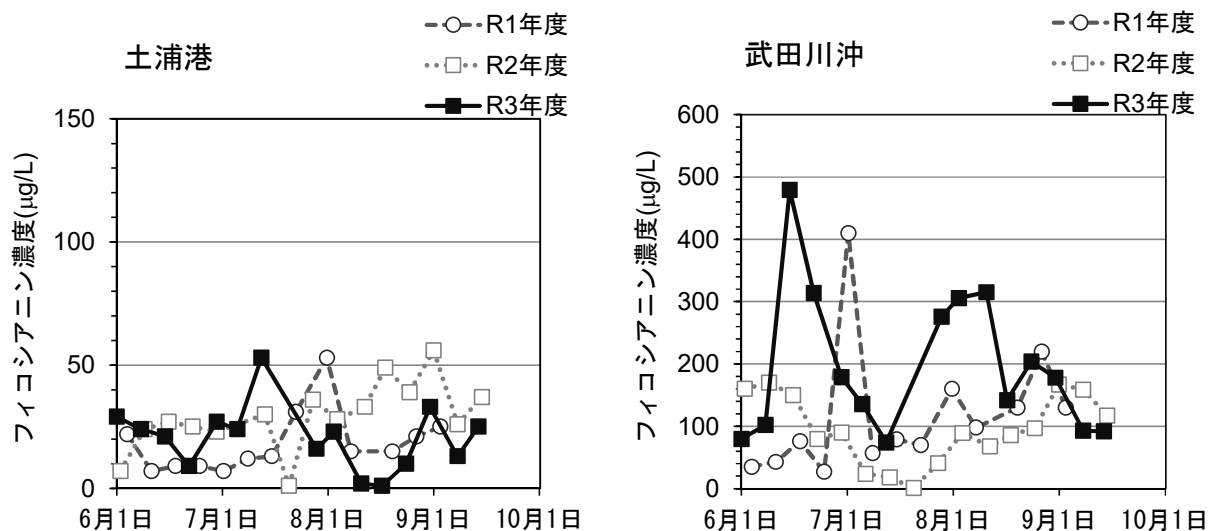 土浦港
R1年度
R2年度
R3年度
フィコシアニン濃度(μg/L)
150
100
50
0
6月1日 7月1日 8月1日 9月1日 10月1日
武田川沖
R1年度
R2年度
R3年度
フィコシアニン濃度(μg/L)
600
500
400
300
200
100
0
6月1日 7月1日 8月1日 9月1日 10月1日